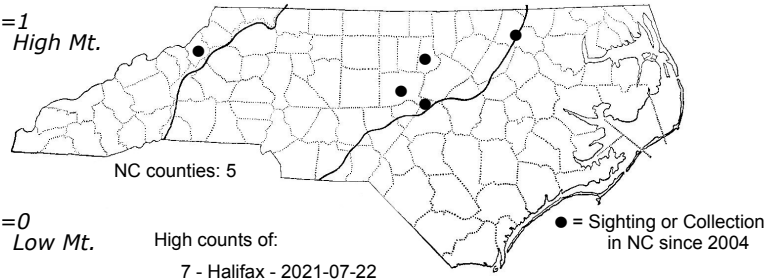 =1
High Mt.
NC counties: 5
=0
Low Mt.
High counts of:
7 - Halifax - 2021-07-22
● = Sighting or Collection
in NC since 2004